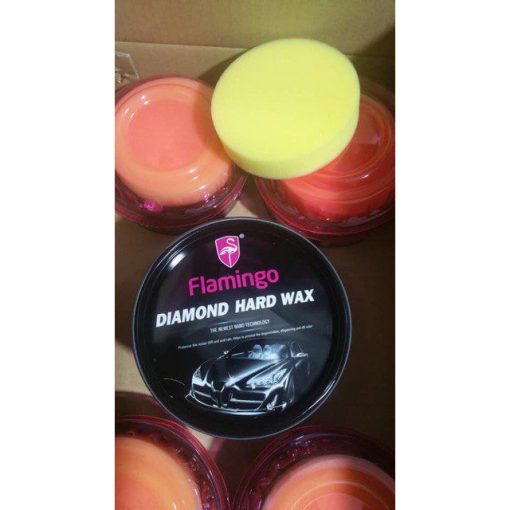 ®
Flamingo
DIAMOND HARD WAX
THE NEWEST NANO TECHNOLOGY